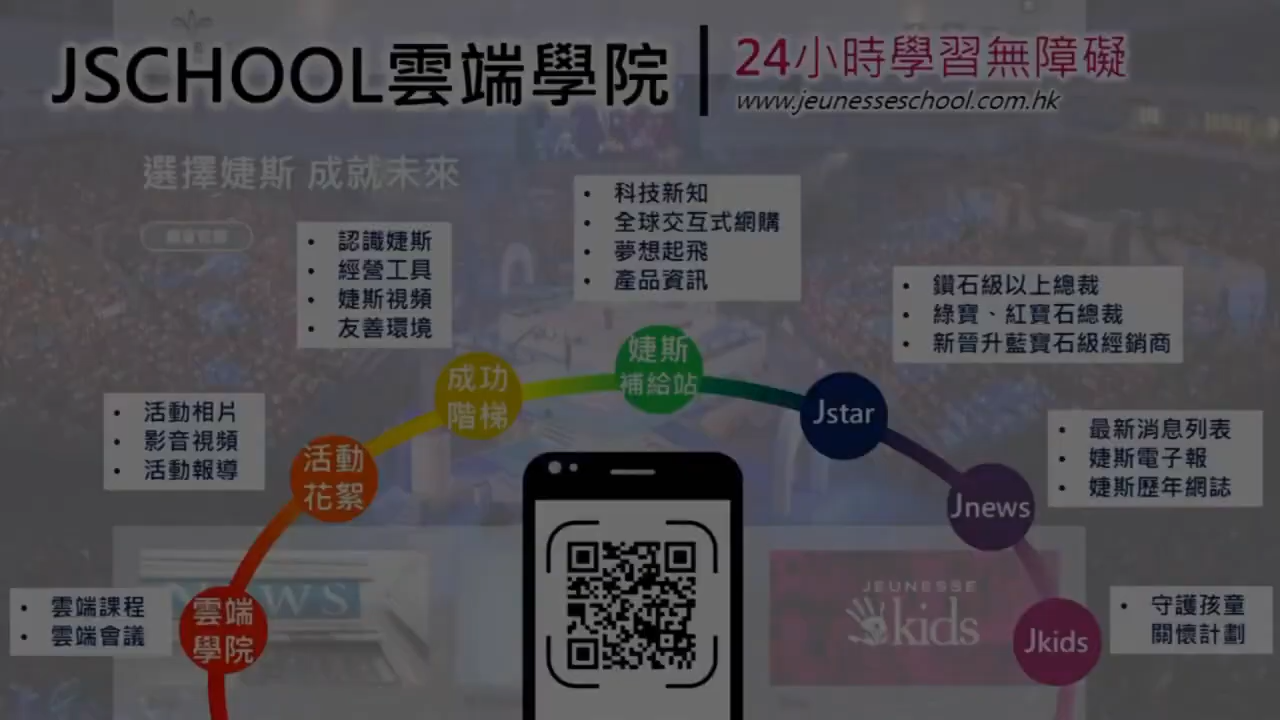 JSCHOOL雲端學院
24小時學習無障礙
www.jeunesseschool.com.hk
選擇婕斯 成就未來
• 科技新知
• 全球交互式網購
• 夢想起飛
• 產品資訊
• 認識婕斯
• 經營工具
• 婕斯視頻
• 友善環境
• 鑽石級以上總裁
• 綠寶、紅寶石總裁
• 新晉升藍寶石級經銷商
婕斯
補給站
成功
階梯
Jstar
• 活動相片
• 影音視頻
• 活動報導
• 最新消息列表
• 婕斯電子報
• 婕斯歷年網誌
活動
花絮
Jnews
NEWS
JEUNESSE
kids
• 雲端課程
• 雲端會議
雲端
學院
Jkids
• 守護孩童
關懷計劃